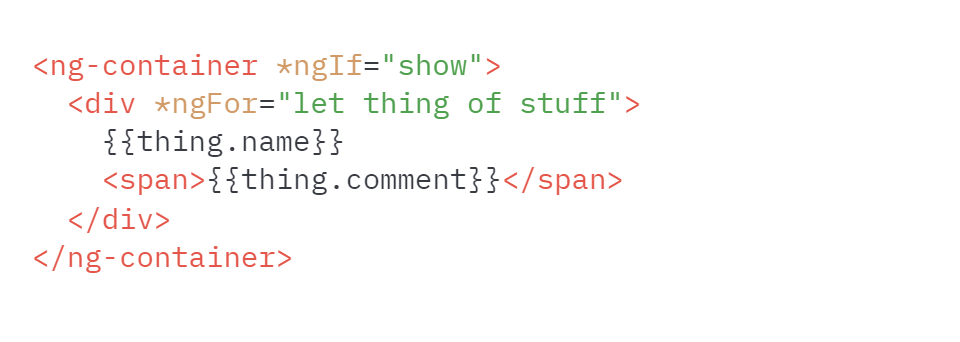 <ng-container *ngIf="show">
  <div *ngFor="let thing of stuff">
    {{thing.name}}
    <span>{{thing.comment}}</span>
  </div>
</ng-container>